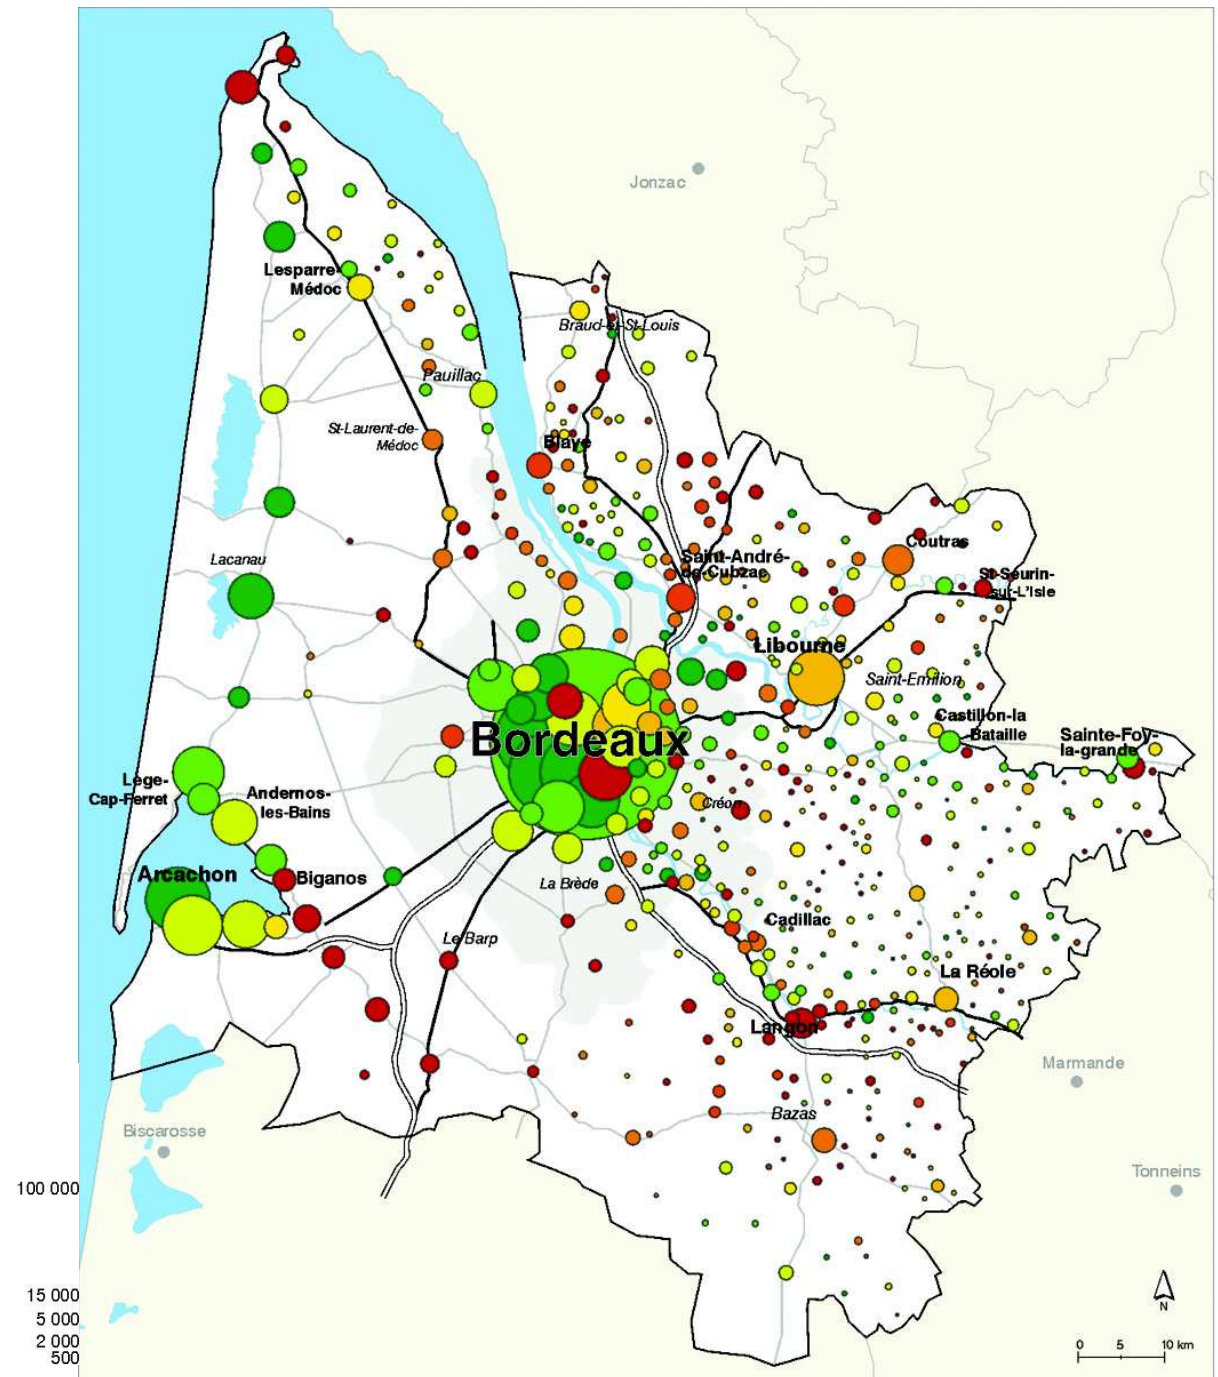 Jonzac
Lesparre-
Médoc
Braud-et-St-Louis
Pauillac
St-Laurent-de-
Médoc
Blaye
Coutras
Lacanau
Saint-André-
de-Cubzac
St-Seurin-
sur-L'Isle
Libourne
Saint-Emilion
Castillon-la
Bataille
Sainte-Foy-
la-grande
Bordeaux
Lège-
Cap-Ferret
Andernos-
les-Bains
Créon
Arcachon
Biganos
La Brède
Cadillac
Le Barp
La Réole
Langon
Marmande
Bazas
Biscarosse
Tonneins
100 000
15 000
5 000
2 000
500
N
0 5 10 km